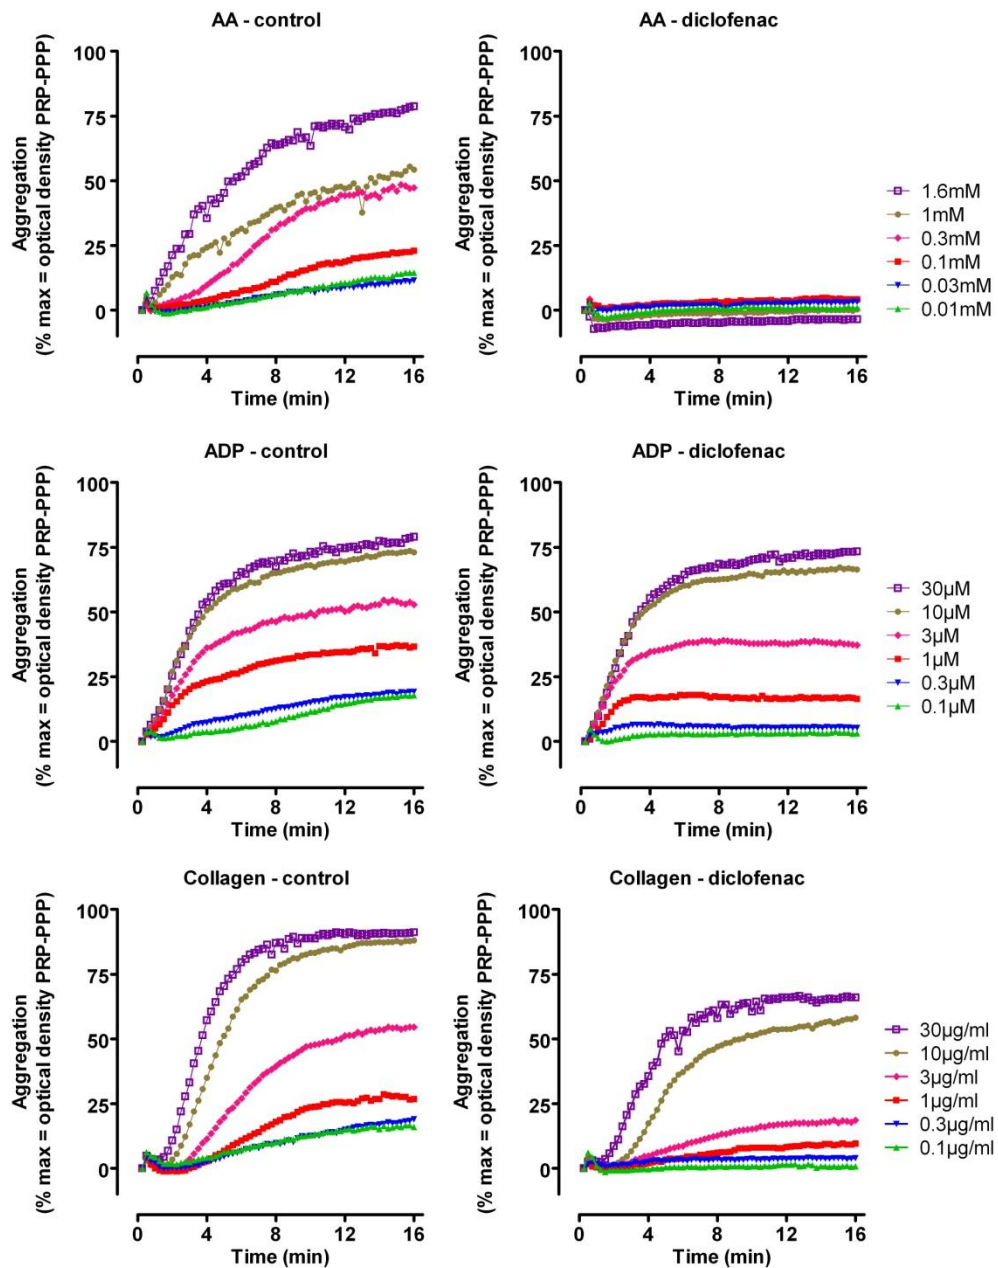 AA - control
Aggregation
(% max = optical density PRP-PPP)
100
75
50
25
0
0 4 8 12 16
Time (min)
AA - diclofenac
Aggregation
(% max = optical density PRP-PPP)
100
75
50
25
0
0 4 8 12 16
Time (min)
1.6mM
1mM
0.3mM
0.1mM
0.03mM
0.01mM
ADP - control
Aggregation
(% max = optical density PRP-PPP)
100
75
50
25
0
0 4 8 12 16
Time (min)
ADP - diclofenac
Aggregation
(% max = optical density PRP-PPP)
100
75
50
25
0
0 4 8 12 16
Time (min)
30µM
10µM
3µM
1µM
0.3µM
0.1µM
Collagen - control
Aggregation
(% max = optical density PRP-PPP)
100
75
50
25
0
0 4 8 12 16
Time (min)
Collagen - diclofenac
Aggregation
(% max = optical density PRP-PPP)
100
75
50
25
0
0 4 8 12 16
Time (min)
30µg/ml
10µg/ml
3µg/ml
1µg/ml
0.3µg/ml
0.1µg/ml